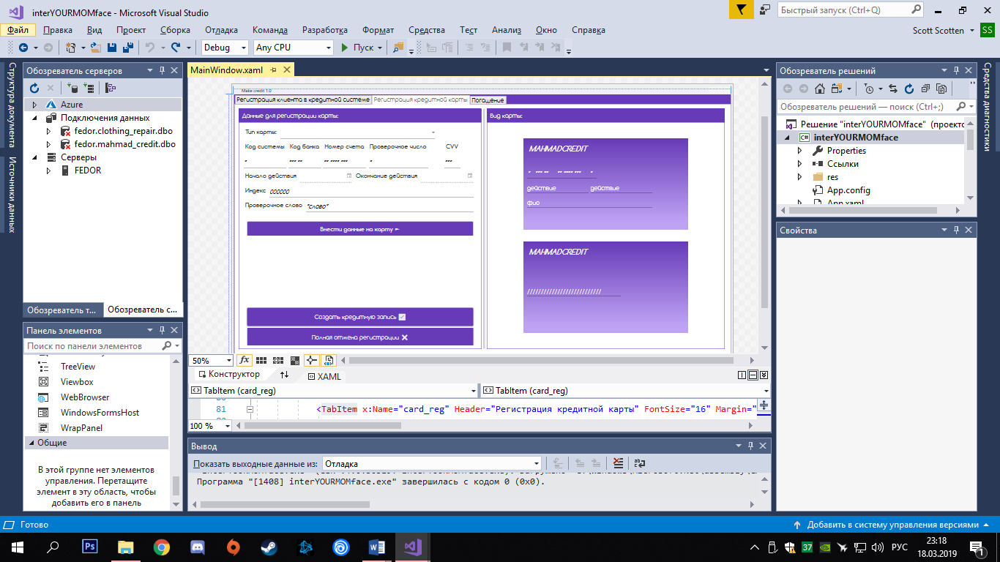 interYOURMOMface - Microsoft Visual Studio
Быстрый запуск (Ctrl+Q)
Файл Правка Вид Проект Сборка Отладка Команда Разработка Формат Средства Тест Анализ Окно Справка
Scott Scotten SS
Debug Any CPU Пуск
Структура документа
Источники данных
Обозреватель серверов
Azure
Подключения данных
fedor.clothing_repair.dbo
fedor.mahmad_credit.dbo
Серверы
FEDOR
Обозреватель т...
Обозреватель с...
Панель элементов
Поиск по панели элементов
TreeView
Viewbox
WebBrowser
WindowsFormsHost
WrapPanel
Общие
В этой группе нет элементов
управления. Перетащите
элемент в эту область, чтобы
добавить его в панель
MainWindow.xaml
Make credit 1.0
Регистрация клиента в кредитной системе
Регистрация кредитной карты
Погащение
Данные для регистрации карты:
Тип карты:
Код системы Код банка Номер счета Проверочное число CVV
Начало действия Окончание действия
Индекс 000000
Проверочное слово "слово"
Внести данные на карту
Создать кредитную запись
Полная отмена регистрации
Вид карты:
MAHMADCREDIT
действие действие
фио
MAHMADCREDIT
////////////////////////////
50%
Конструктор
XAML
TabItem (card_reg)
TabItem (card_reg)
81 <TabItem x:Name="card_reg" Header="Регистрация кредитной карты" FontSize="16" Margin="
100 %
Вывод
Показать выходные данные из: Отладка
Программа "[1408] interYOURMOMface.exe" завершилась с кодом 0 (0x0).
Обозреватель решений
Обозреватель решений — поиск (Ctrl+;)
Решение "interYOURMOMface" (проекто
interYOURMOMface
Properties
Ссылки
res
App.config
App.xaml
Свойства
Средства диагностики
Готово
Добавить в систему управления версиями
Ps
37
РУС
23:18
18.03.2019
1